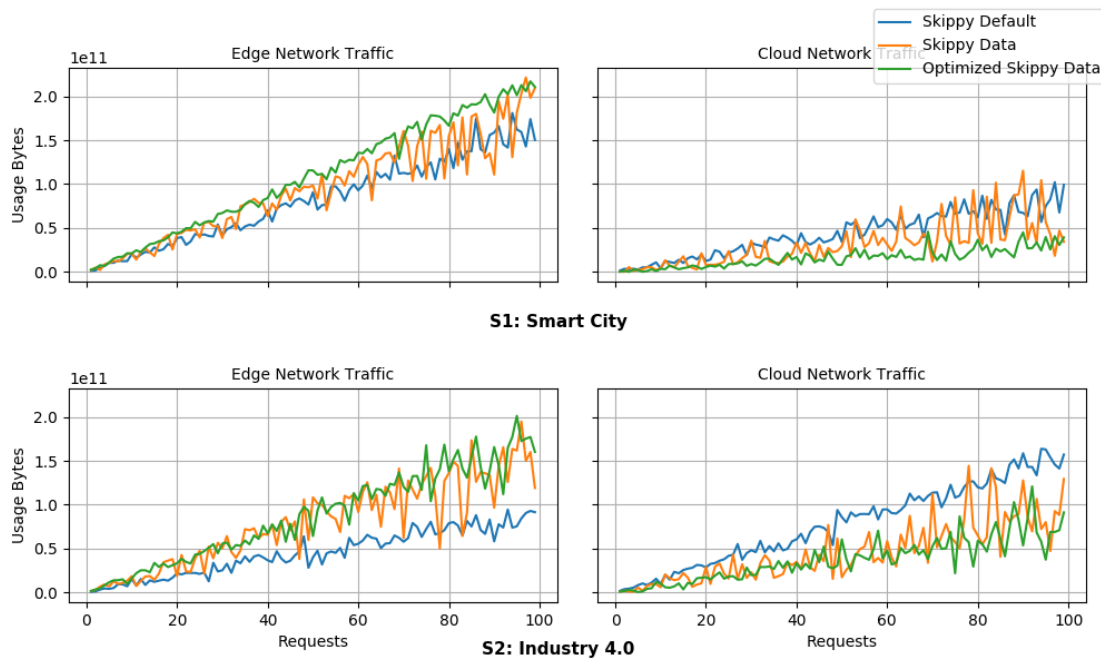 Skippy Default
Skippy Data
Optimized Skippy Data
1e11
Edge Network Traffic
Cloud Network Traffic
2.0
1.5
1.0
0.5
0.0
Usage Bytes
S1: Smart City
1e11
Edge Network Traffic
Cloud Network Traffic
2.0
1.5
1.0
0.5
0.0
Usage Bytes
0 20 40 60 80 100
0 20 40 60 80 100
Requests
Requests
S2: Industry 4.0